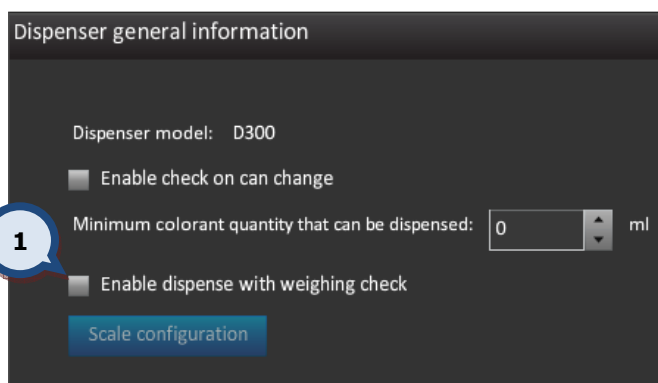 Dispenser general information
Dispenser model: D300
Enable check on can change
Minimum colorant quantity that can be dispensed: 0 ml
1
Enable dispense with weighing check
Scale configuration